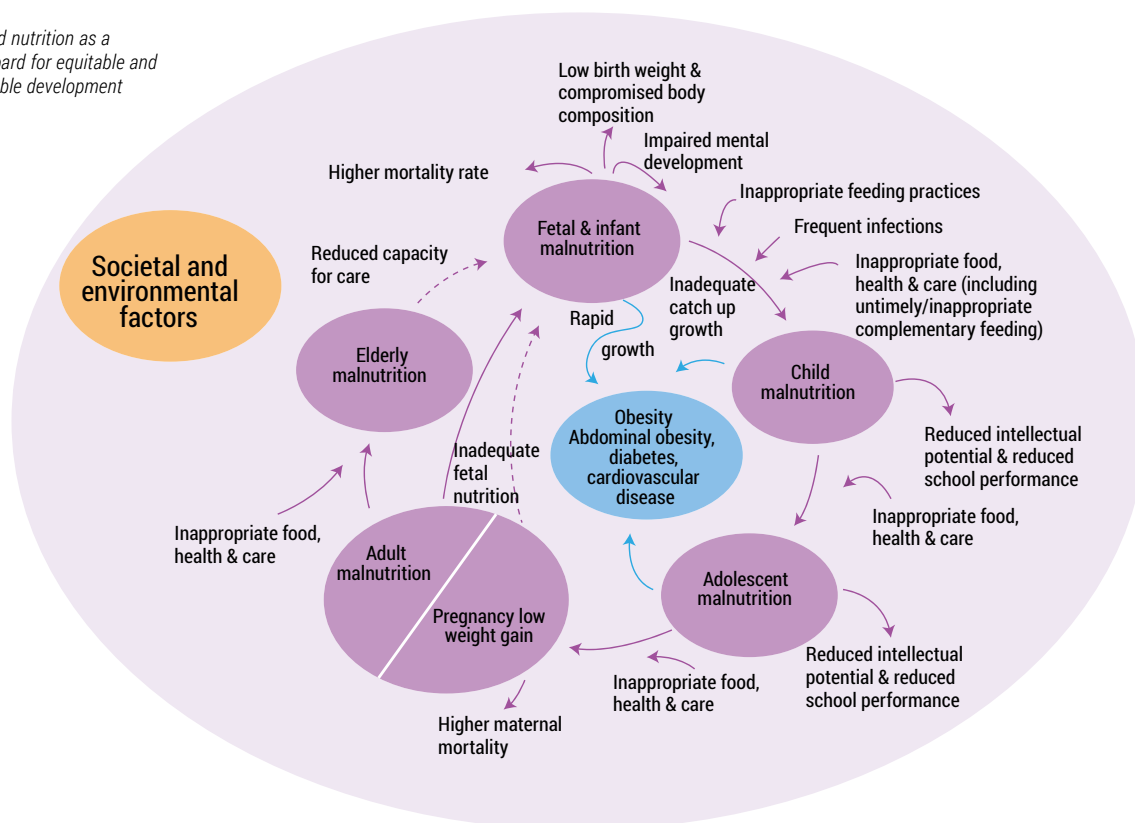 d nutrition as a
ard for equitable and
ble development
Low birth weight &
compromised body
composition
Impaired mental
development
Higher mortality rate
Inappropriate feeding practices
Fetal & infant
malnutrition
Frequent infections
Societal and
environmental
factors
Reduced capacity
for care
Inappropriate food,
health & care (including
untimely/inappropriate
complementary feeding)
Inadequate
catch up
growth
Rapid
growth
Elderly
malnutrition
Child
malnutrition
Obesity
Abdominal obesity,
diabetes,
cardiovascular
disease
Reduced intellectual
potential & reduced
school performance
Inadequate
fetal
nutrition
Inappropriate food,
health & care
Inappropriate food,
health & care
Adult
malnutrition
Pregnancy low
weight gain
Adolescent
malnutrition
Reduced intellectual
potential & reduced
school performance
Inappropriate food,
health & care
Higher maternal
mortality